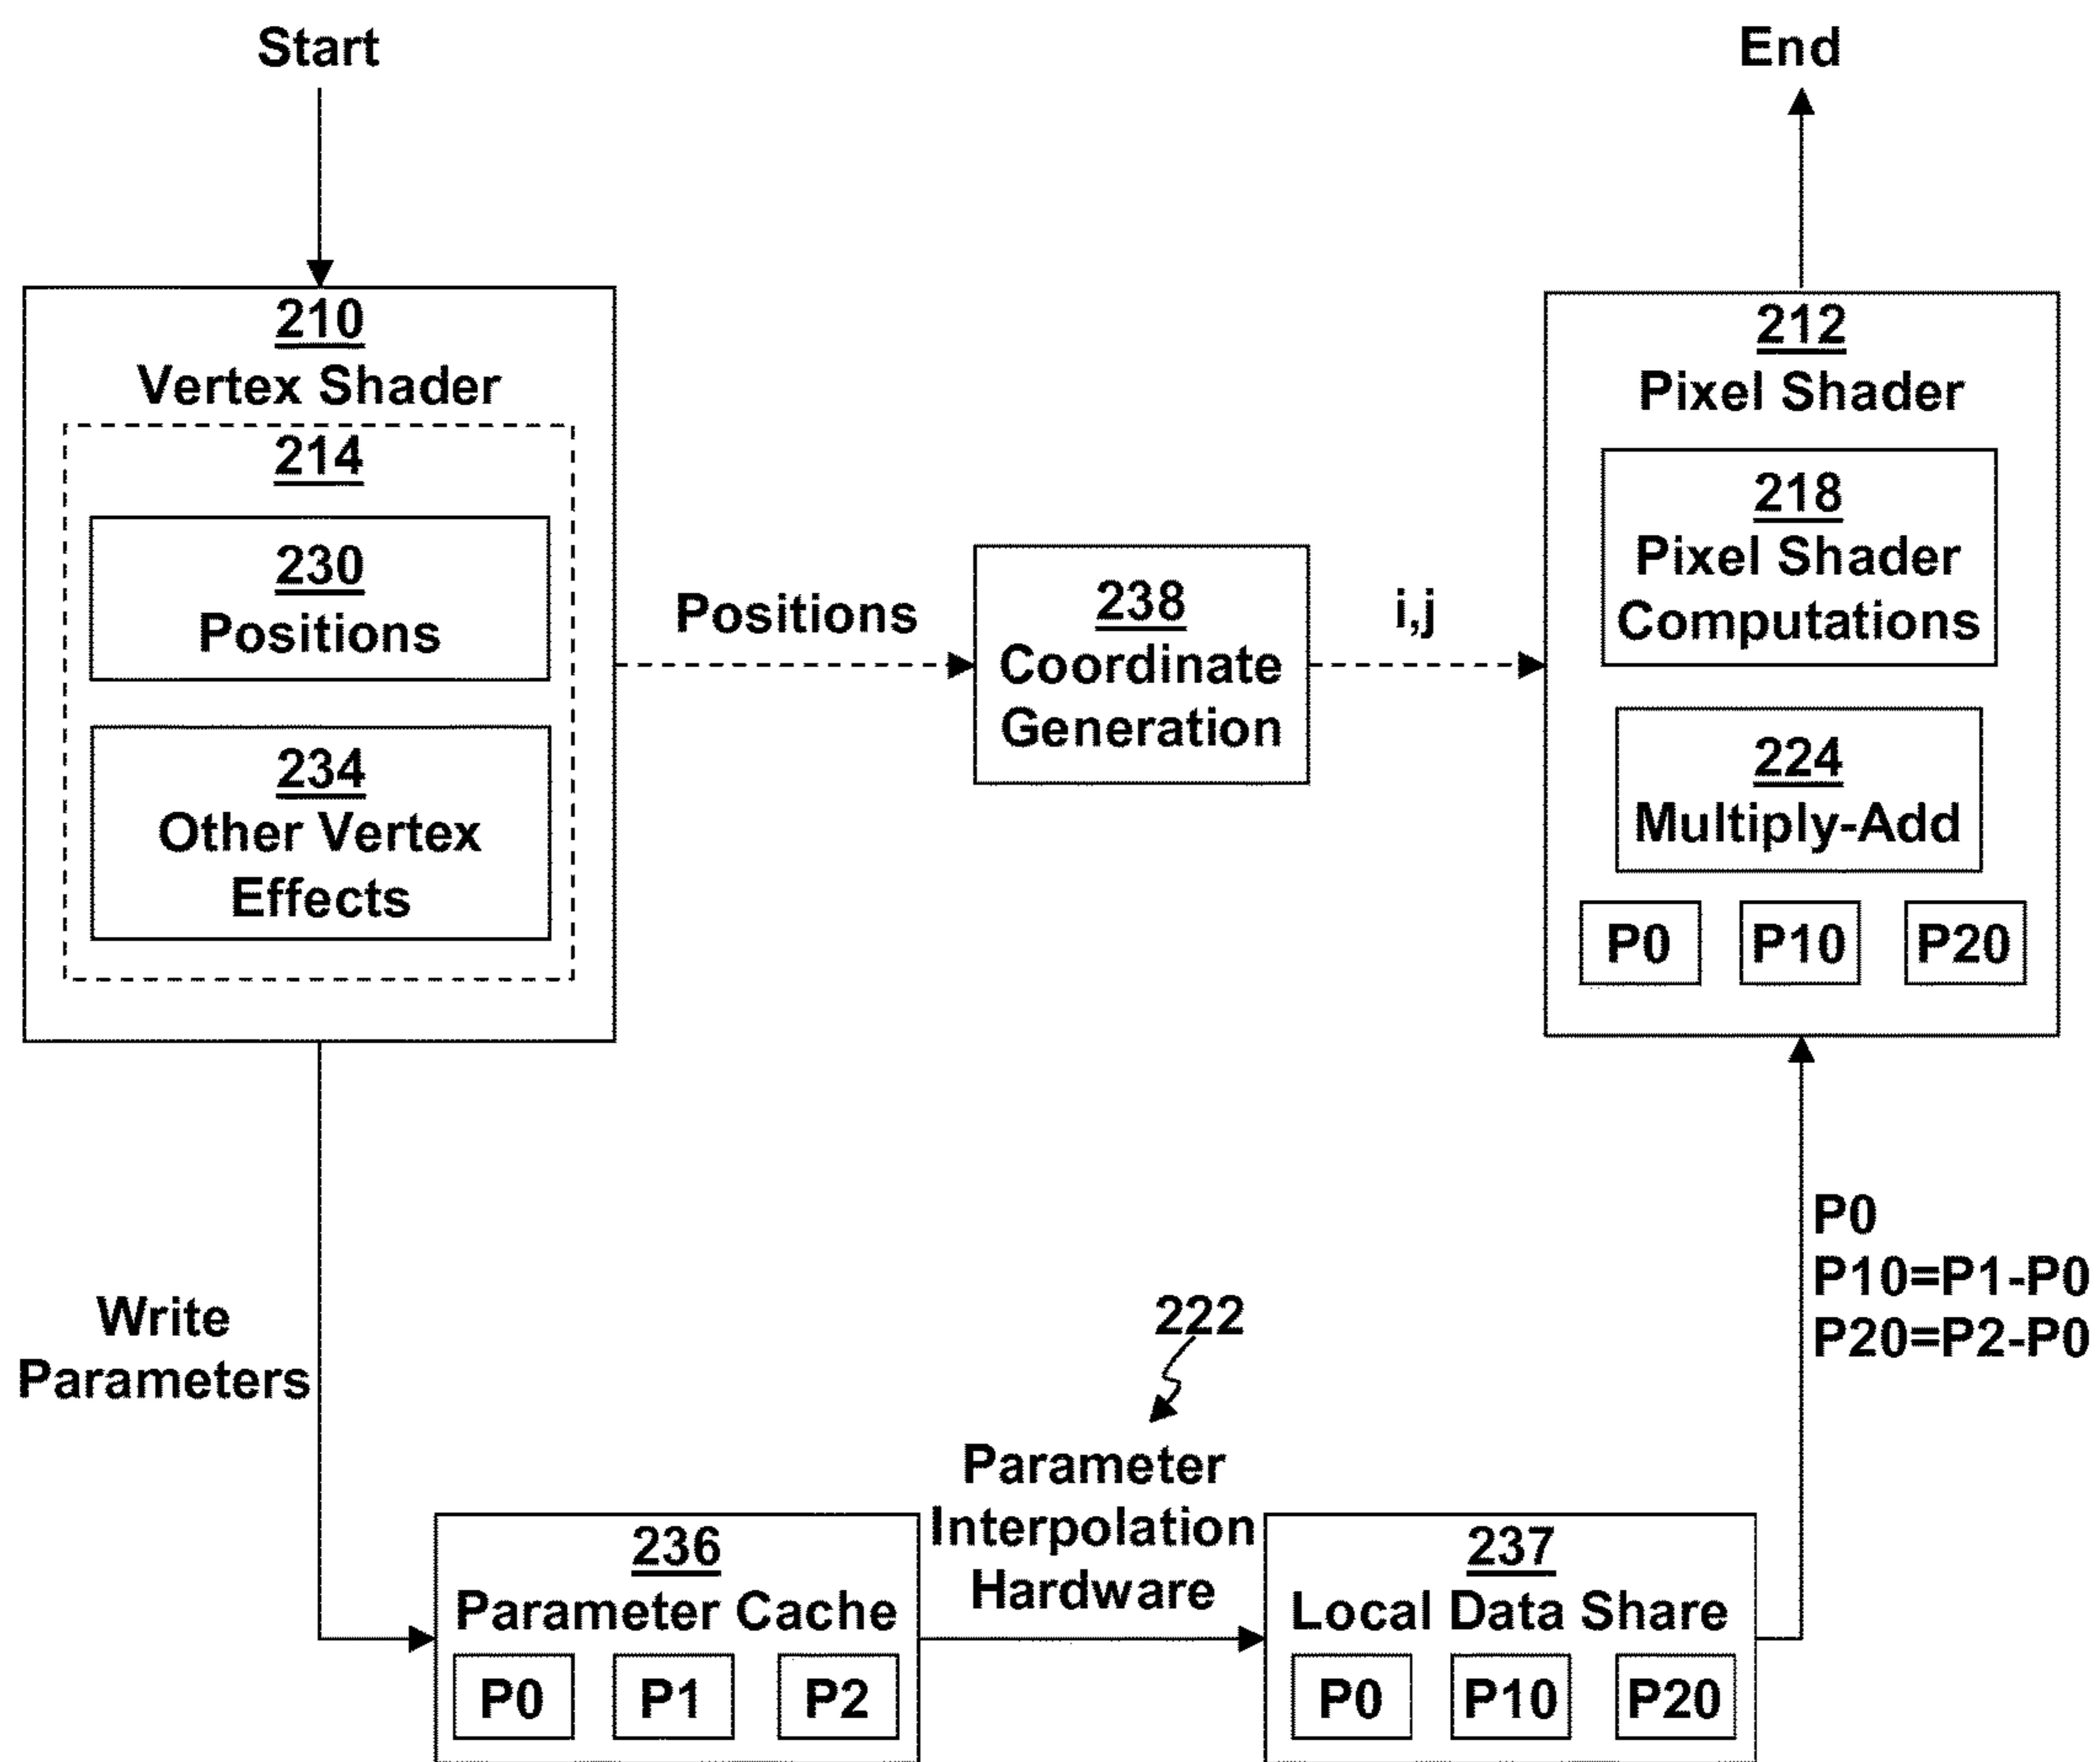 Start
End
210
Vertex Shader
214
230
Positions
234
Other Vertex
Effects
Positions
238
Coordinate
Generation
i,j
212
Pixel Shader
218
Pixel Shader
Computations
224
Multiply-Add
P0 P10 P20
P0
P10=P1-P0
P20=P2-P0
Write
Parameters
222
Parameter
Interpolation
Hardware
236
Parameter Cache
P0 P1 P2
237
Local Data Share
P0 P10 P20